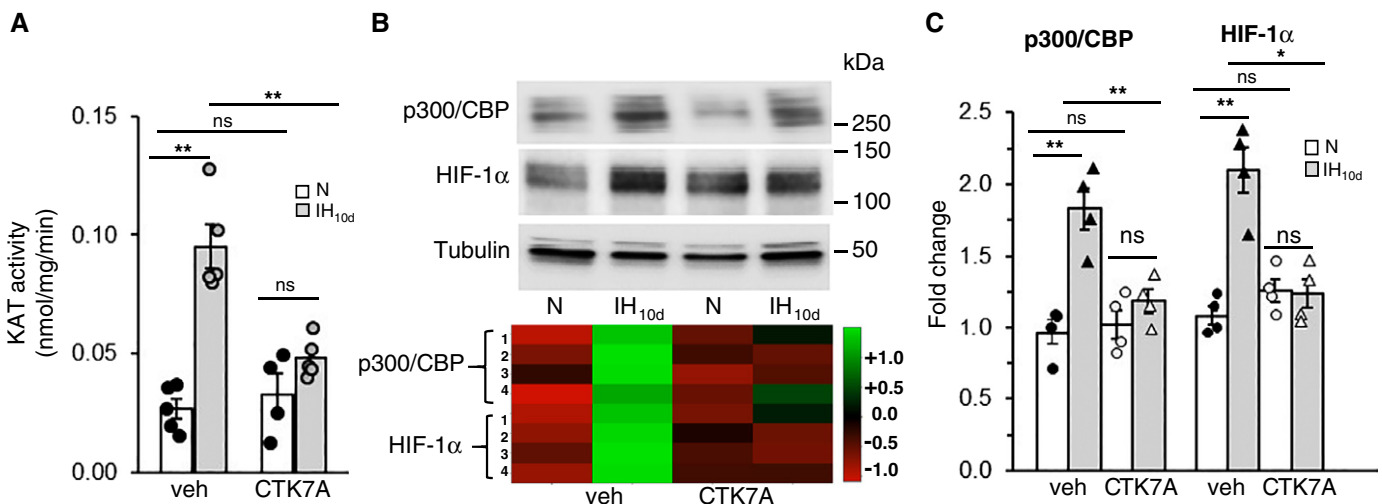 A
KAT activity
(nmol/mg/min)
0.15
0.10
0.05
0.00
**
ns
**
ns
N
IH10d
veh
CTK7A
B
kDa
p300/CBP
250
150
HIF-1α
100
Tubulin
50
N
IH10d
N
IH10d
p300/CBP
1
2
3
4
HIF-1α
1
2
3
4
+1.0
+0.5
0.0
-0.5
-1.0
veh
CTK7A
C
p300/CBP
HIF-1α
Fold change
2.5
2.0
1.5
1.0
0.5
0.0
**
ns
**
ns
*
ns
**
ns
N
IH10d
veh
CTK7A
veh
CTK7A